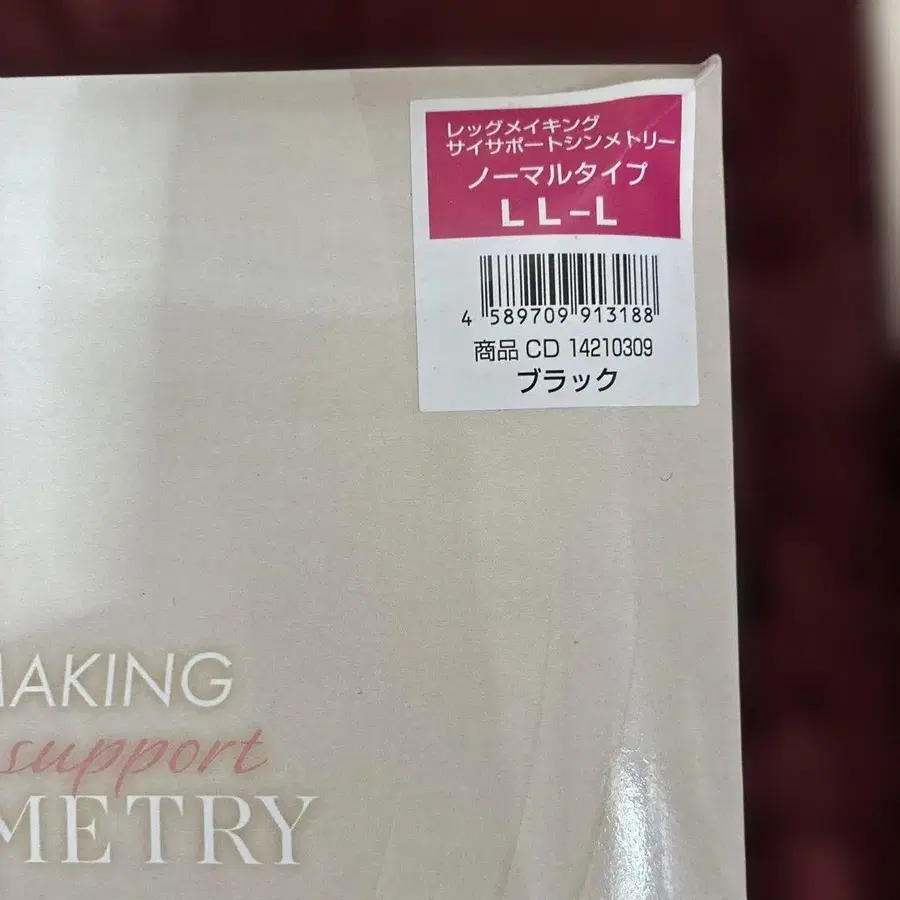 レッグメイキング
サイサポートシンメトリー
ノーマルタイプ
LL-L
4 589709 913188
商品 CD 14210309
ブラック
MAKING
support
METRY